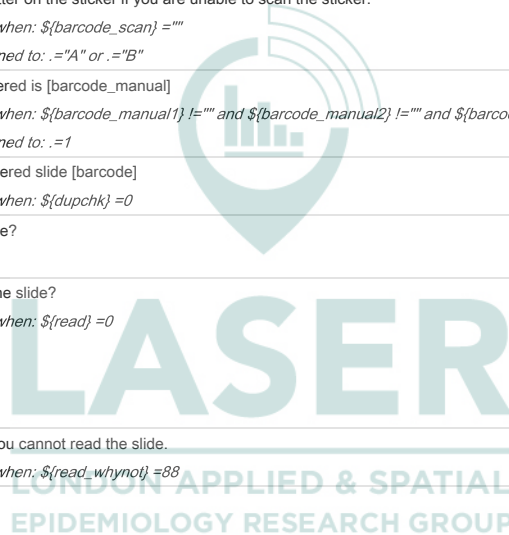 tter on the sticker if you are unable to scan the sticker.
when: ${barcode_scan} =""
ned to: .="A" or .="B"
ered is [barcode_manual]
when: ${barcode_manual1} !="" and ${barcode_manual2} !="" and ${barco
ned to: .=1
ered slide [barcode]
when: ${dupchk} =0
e?
he slide?
when: ${read} =0
LASER
ou cannot read the slide.
when: ${read_whynot} =88
LONDON APPLIED & SPATIAL
EPIDEMIOLOGY RESEARCH GROUP